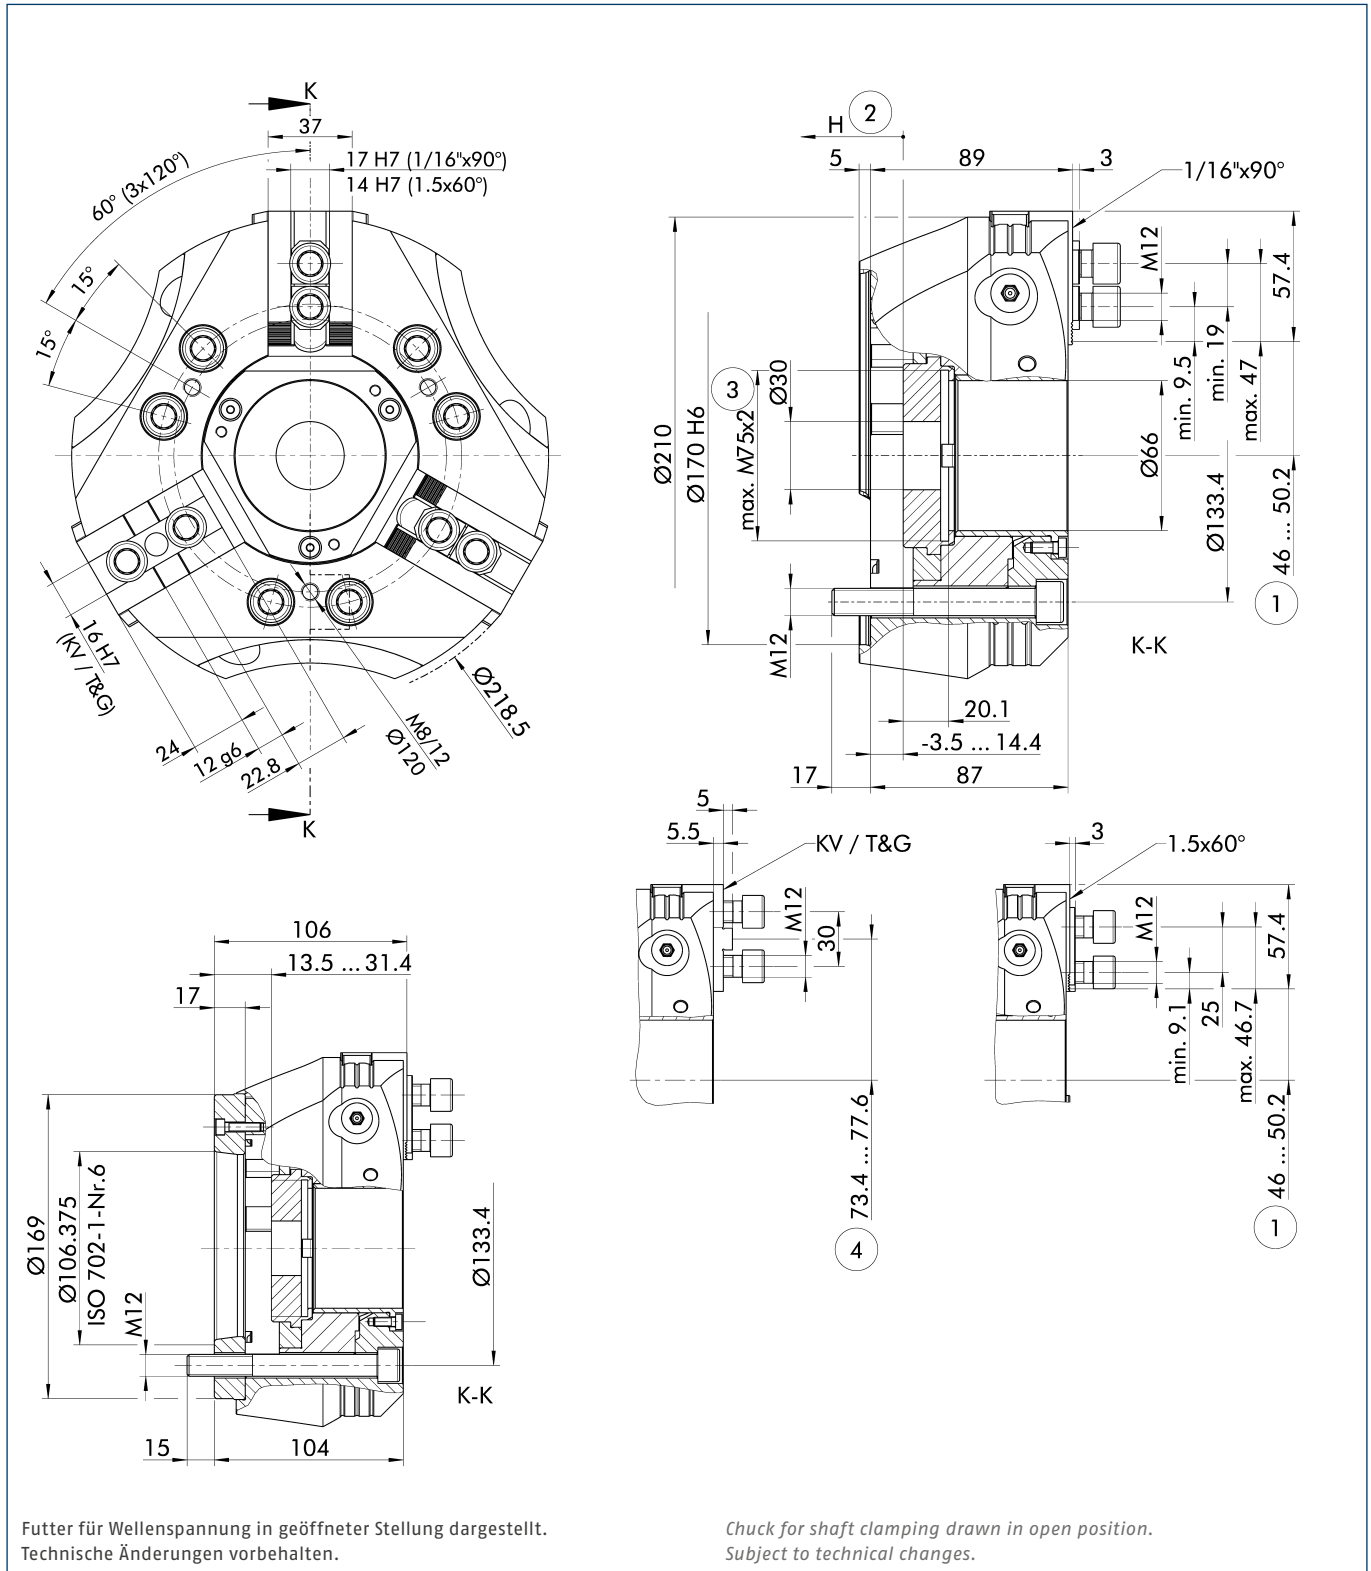 K
37
17 H7 (1/16"x90°)
14 H7 (1.5x60°)
60° (3x120°)
15°
15°
16 H7
(KV / T&G)
24
12 g6
22.8
M8/12
Ø120
Ø218.5
K
H
2
5
89
3
1/16"x90°
M12
57.4
min. 9.5
min. 19
max. 47
Ø210
Ø170 H6
3
max. M75x2
Ø30
Ø66
Ø133.4
46 ... 50.2
1
M12
K-K
20.1
-3.5 ... 14.4
17
87
5
5.5
KV / T&G
M12
30
73.4 ... 77.6
4
3
1.5x60°
M12
57.4
min. 9.1
25
max. 46.7
46 ... 50.2
1
106
13.5 ... 31.4
17
Ø169
Ø106.375
ISO 702-1-Nr.6
M12
Ø133.4
K-K
15
104
Futter für Wellenspannung in geöffneter Stellung dargestellt.
Technische Änderungen vorbehalten.
Chuck for shaft clamping drawn in open position.
Subject to technical changes.